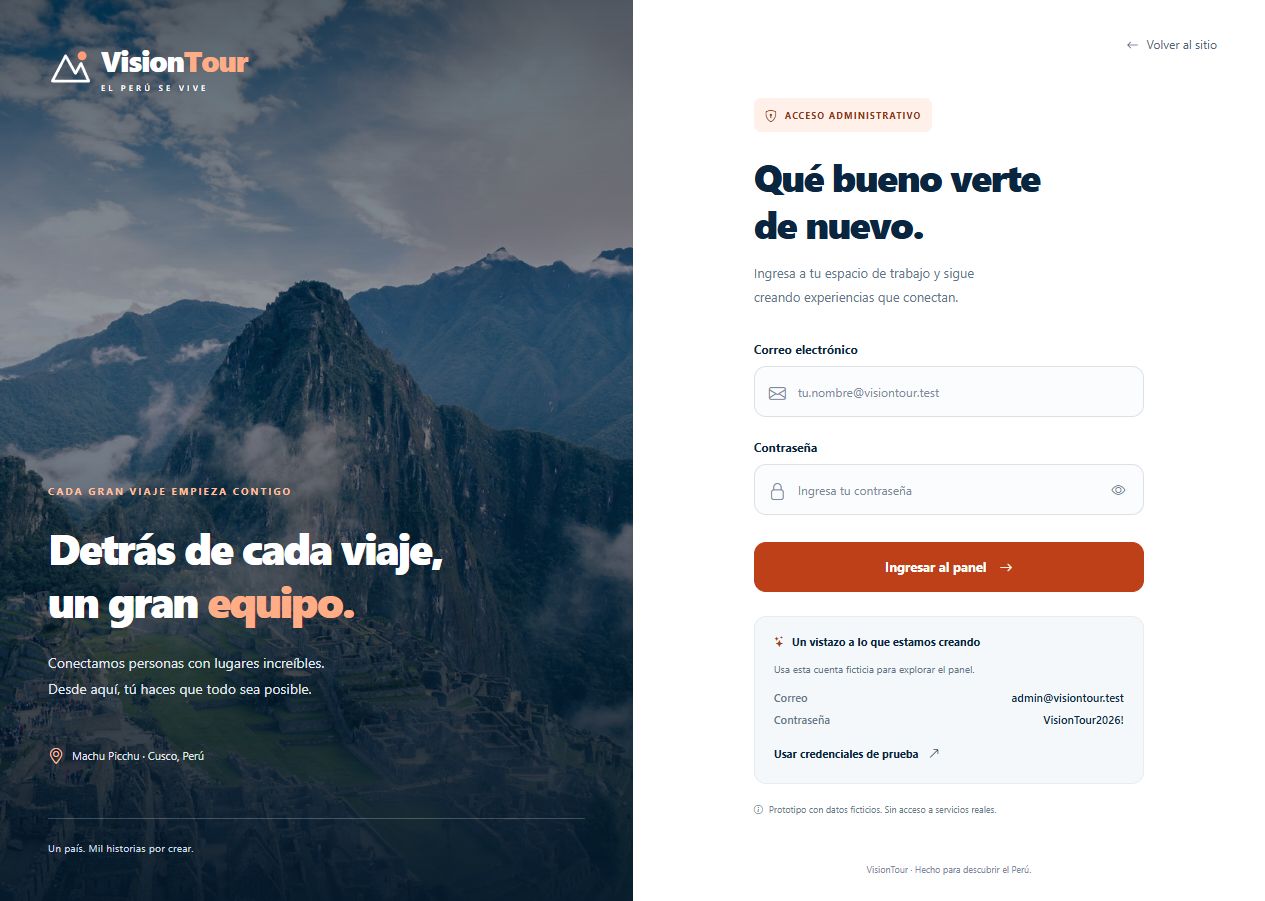 VisionTour
EL PERÚ SE VIVE
CADA GRAN VIAJE EMPIEZA CONTIGO
Detrás de cada viaje,
un gran equipo.
Conectamos personas con lugares increíbles.
Desde aquí, tú haces que todo sea posible.
Machu Picchu · Cusco, Perú
Un país. Mil historias por crear.
← Volver al sitio
ACCESO ADMINISTRATIVO
Qué bueno verte
de nuevo.
Ingresa a tu espacio de trabajo y sigue
creando experiencias que conectan.
Correo electrónico
tu.nombre@visiontour.test
Contraseña
Ingresa tu contraseña
Ingresar al panel →
Un vistazo a lo que estamos creando
Usa esta cuenta ficticia para explorar el panel.
Correo admin@visiontour.test
Contraseña VisionTour2026!
Usar credenciales de prueba ↗
Prototipo con datos ficticios. Sin acceso a servicios reales.
VisionTour · Hecho para descubrir el Perú.